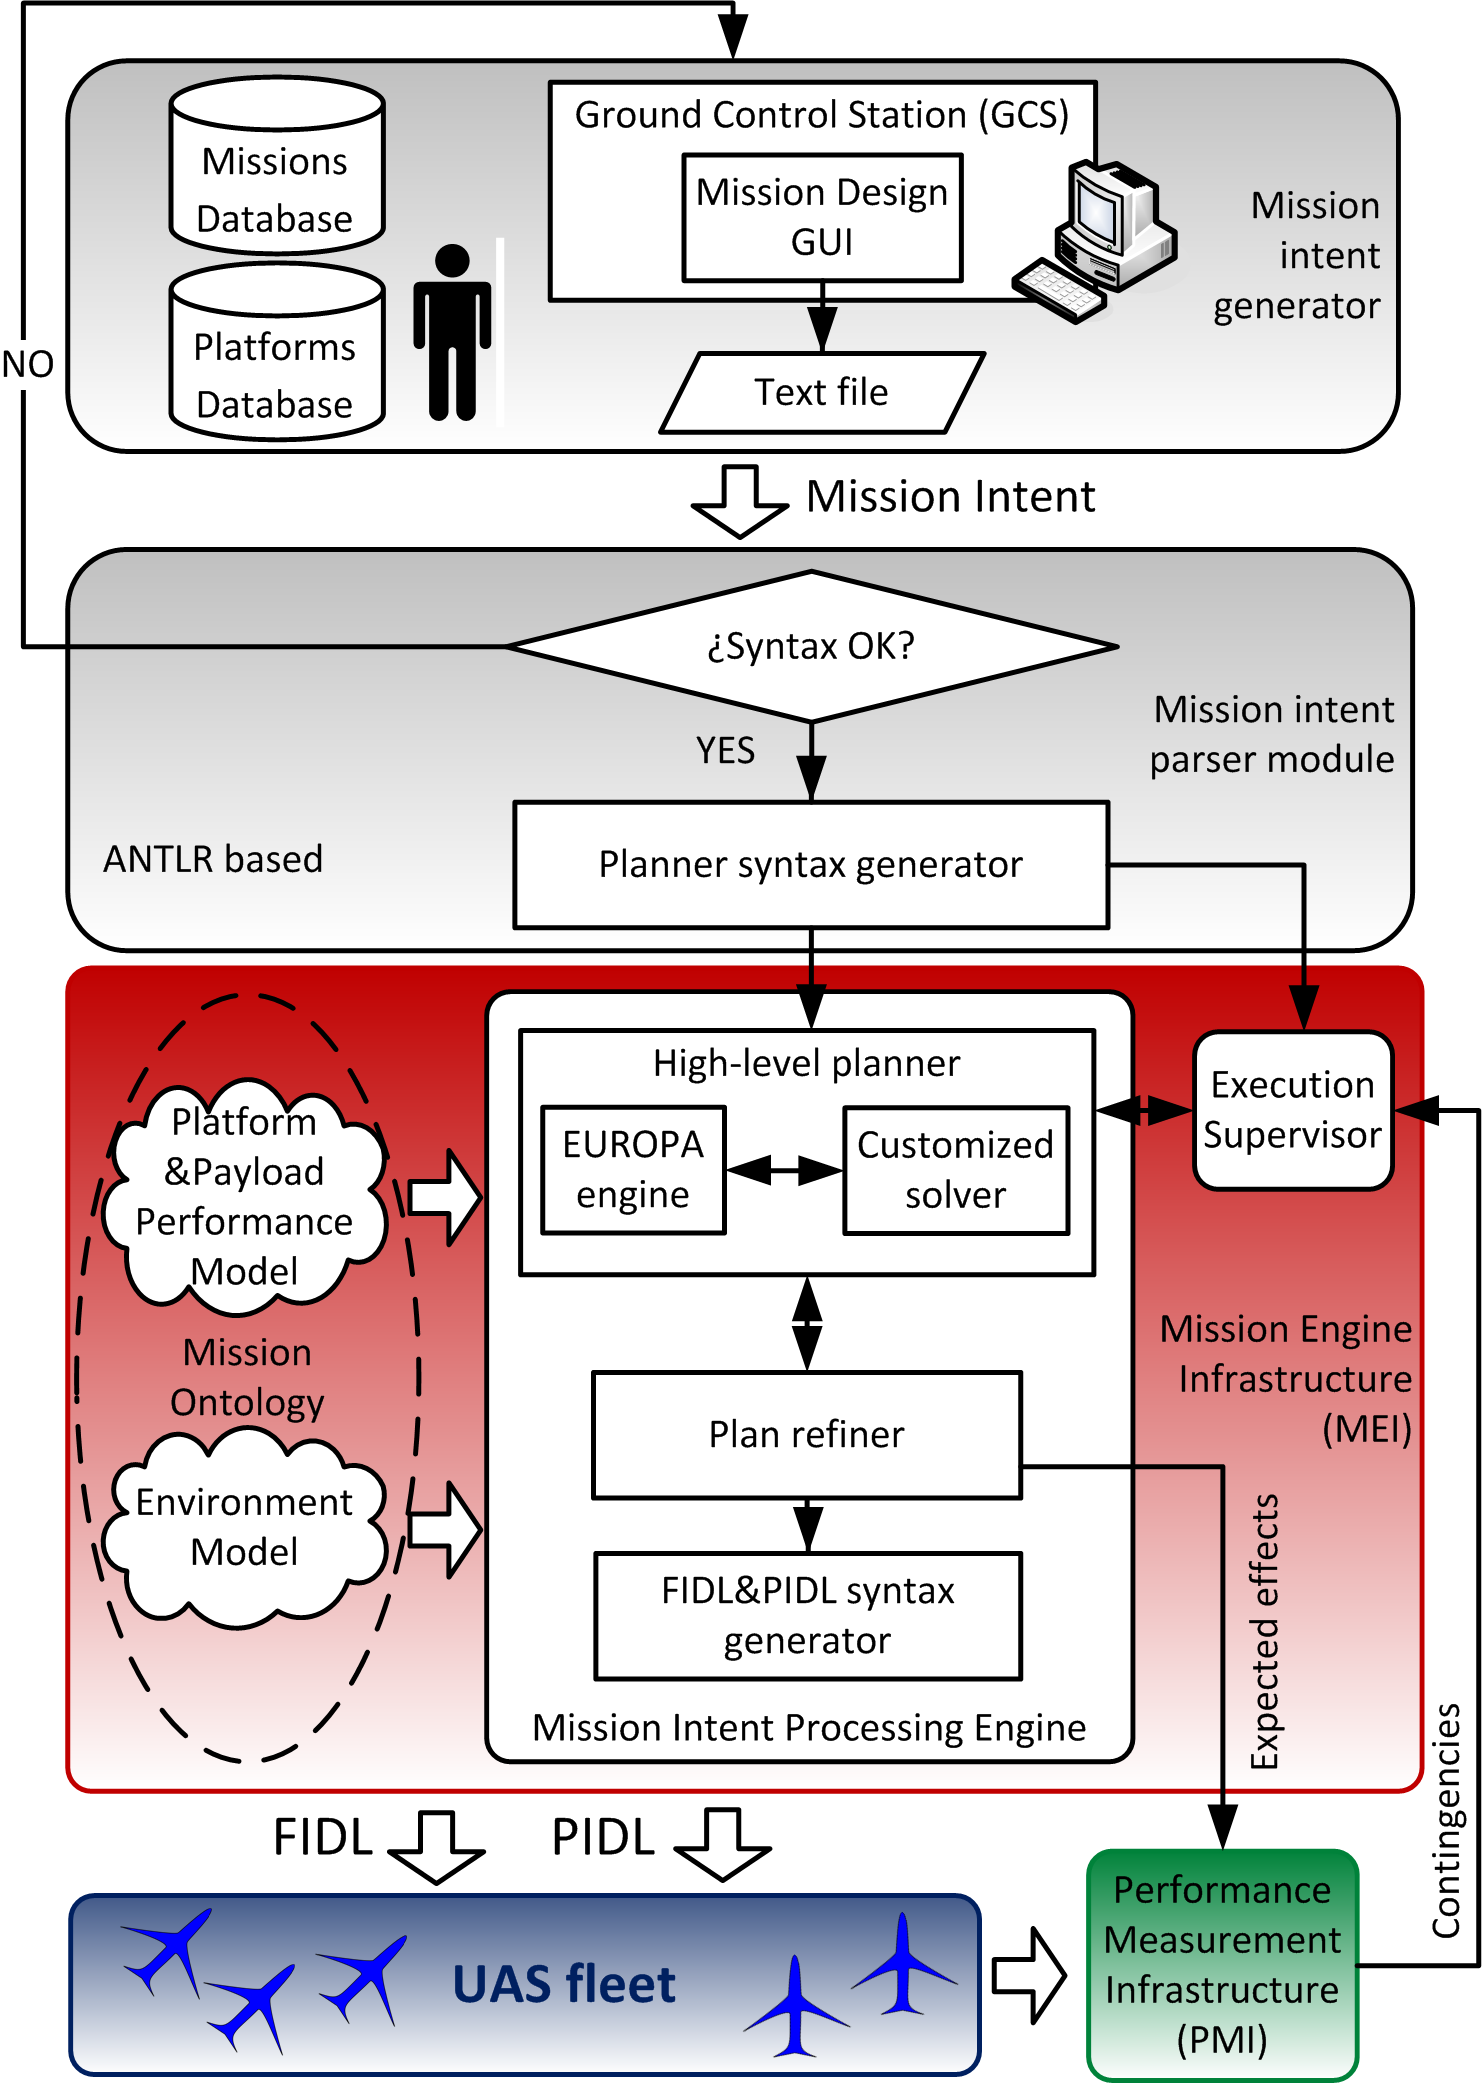 Ground Control Station (GCS)
Missions
Database
Mission Design
GUI
Mission
intent
generator
Platforms
Database
NO
Text file
Mission Intent
¿Syntax OK?
Mission intent
parser module
YES
ANTLR based
Planner syntax generator
High-level planner
Execution
Supervisor
EUROPA
engine
Customized
solver
Platform
&Payload
Performance
Model
Mission
Ontology
Mission Engine
Infrastructure
(MEI)
Plan refiner
Environment
Model
FIDL&PIDL syntax
generator
Expected effects
Mission Intent Processing Engine
Contingencies
FIDL
PIDL
UAS fleet
Performance
Measurement
Infrastructure
(PMI)